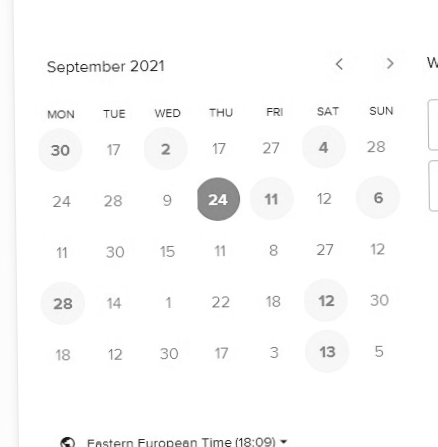 September 2021
W
MON TUE WED THU FRI SAT SUN
30 17 2 17 27 4 28
24 28 9 24 11 12 6
11 30 15 11 8 27 12
28 14 1 22 18 12 30
18 12 30 17 3 13 5
Eastern European Time (18:09)